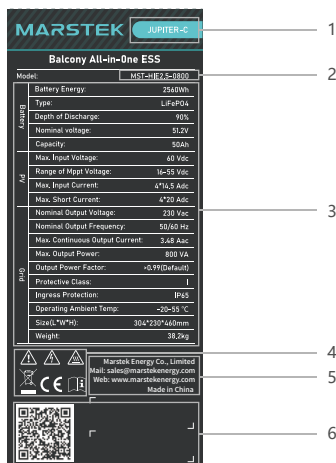 MARSTEK JUPITER-C 1
Balcony All-in-One ESS
Model: MST-HIE2.5-0800 2
Battery
Battery Energy: 2560Wh
Type: LiFePO4
Depth of Discharge: 90%
Nominal voltage: 51.2V
Capacity: 50Ah
PV
Max. Input Voltage: 60 Vdc
Range of Mppt Voltage: 16-55 Vdc
Max. Input Current: 4*14,5 Adc
Max. Short Current: 4*20 Adc
3
Grid
Nominal Output Voltage: 230 Vac
Nominal Output Frequency: 50/60 Hz
Max. Continuous Output Current: 3.48 Aac
Max. Output Power: 800 VA
Output Power Factor: >0.99(Default)
Protective Class: I
Ingress Protection: IP65
Operating Ambient Temp: -20-55 ℃
Size(L*W*H): 304*230*460mm
Weight: 38,2kg
4
CE
Marstek Energy Co., Limited
Mail: sales@marstekenergy.com
Web: www.marstekenergy.com
Made in China
5
6